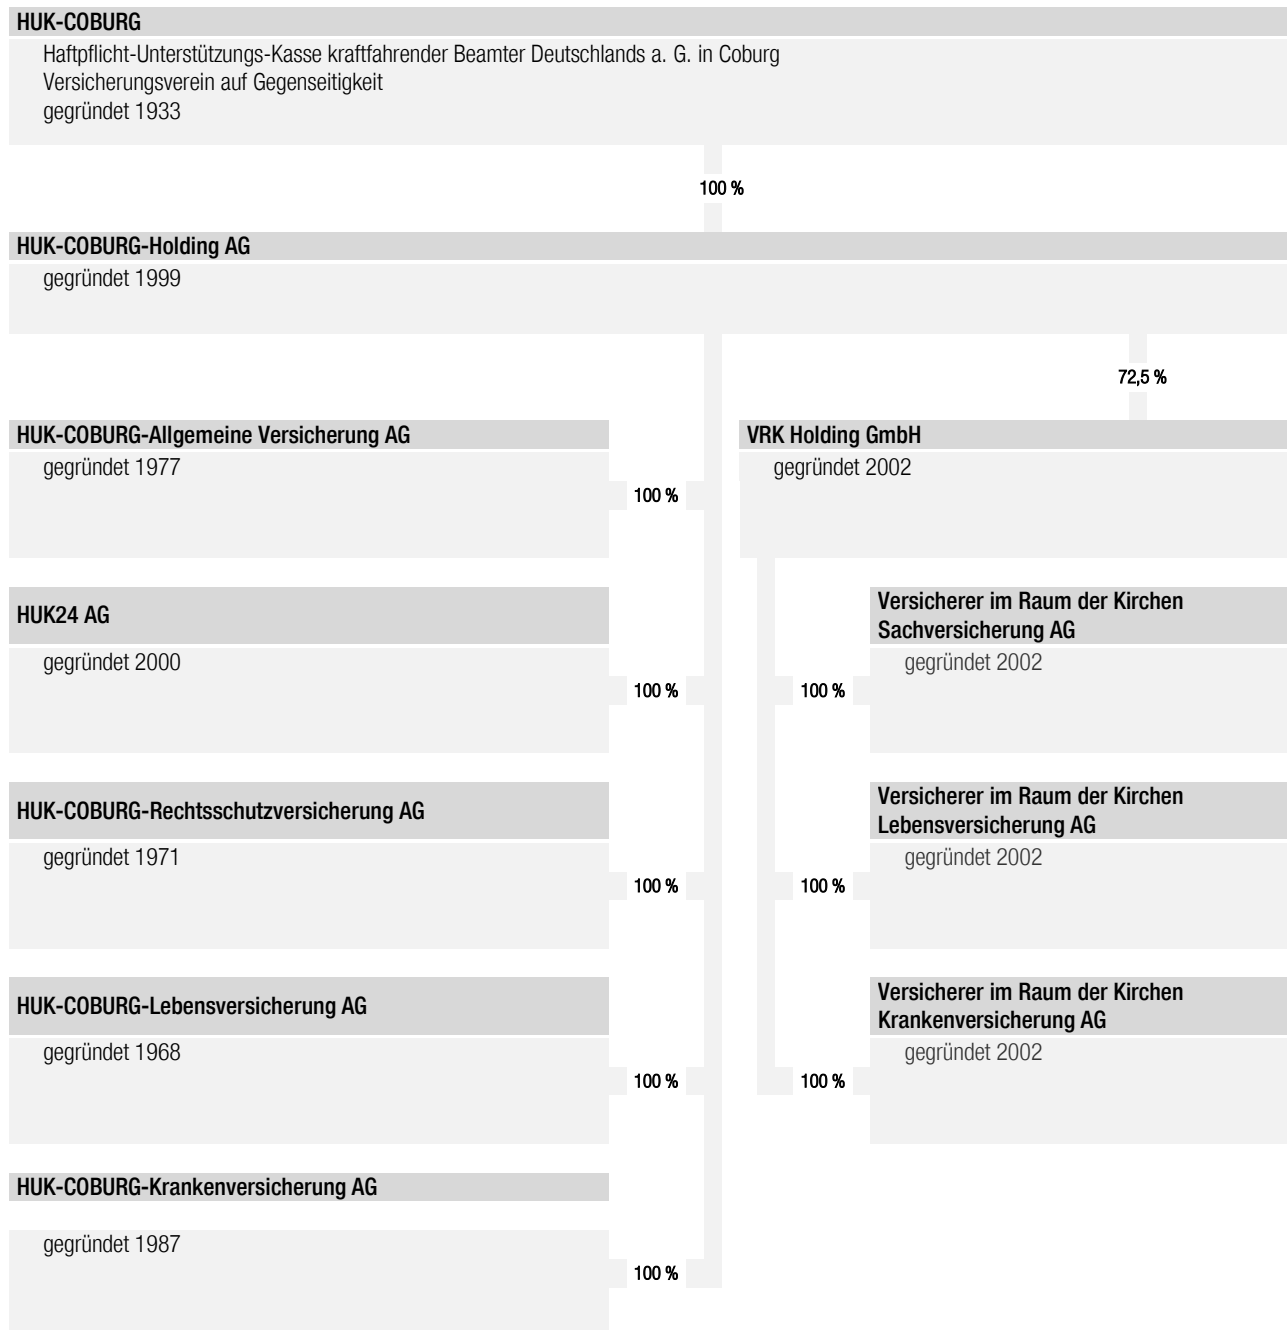 HUK-COBURG
Haftpflicht-Unterstützungs-Kasse kraftfahrender Beamter Deutschlands a. G. in Coburg
Versicherungsverein auf Gegenseitigkeit
gegründet 1933
100 %
HUK-COBURG-Holding AG
gegründet 1999
72,5 %
HUK-COBURG-Allgemeine Versicherung AG
gegründet 1977
100 %
VRK Holding GmbH
gegründet 2002
HUK24 AG
gegründet 2000
100 %
Versicherer im Raum der Kirchen
Sachversicherung AG
gegründet 2002
100 %
HUK-COBURG-Rechtsschutzversicherung AG
gegründet 1971
100 %
Versicherer im Raum der Kirchen
Lebensversicherung AG
gegründet 2002
100 %
HUK-COBURG-Lebensversicherung AG
gegründet 1968
100 %
Versicherer im Raum der Kirchen
Krankenversicherung AG
gegründet 2002
100 %
HUK-COBURG-Krankenversicherung AG
gegründet 1987
100 %